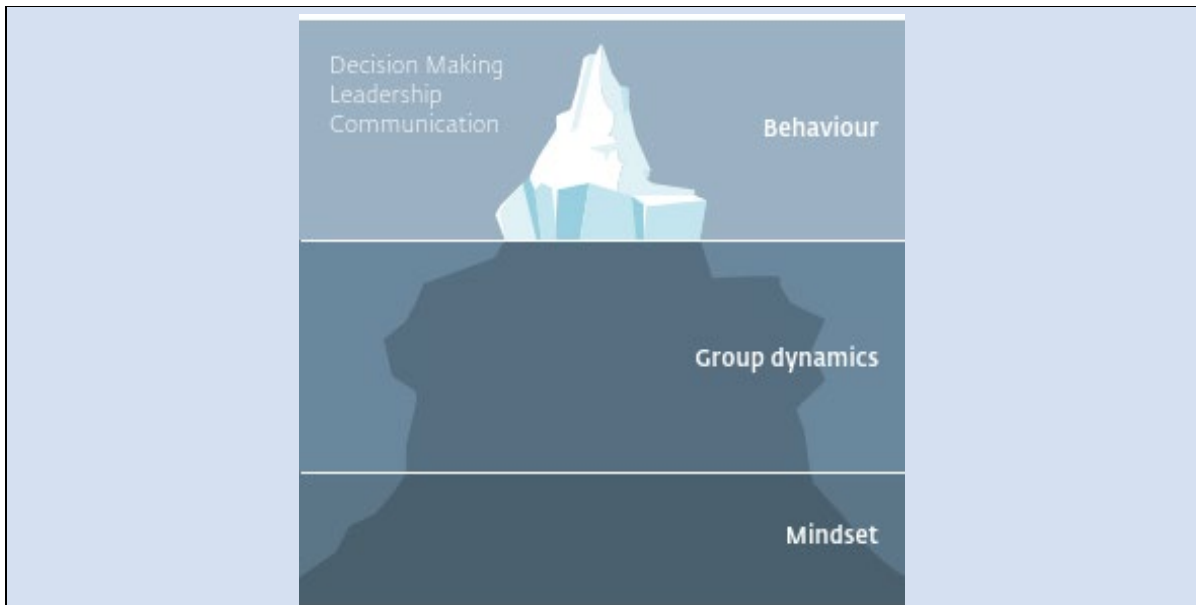 Decision Making
Leadership
Communication
Behaviour
Group dynamics
Mindset